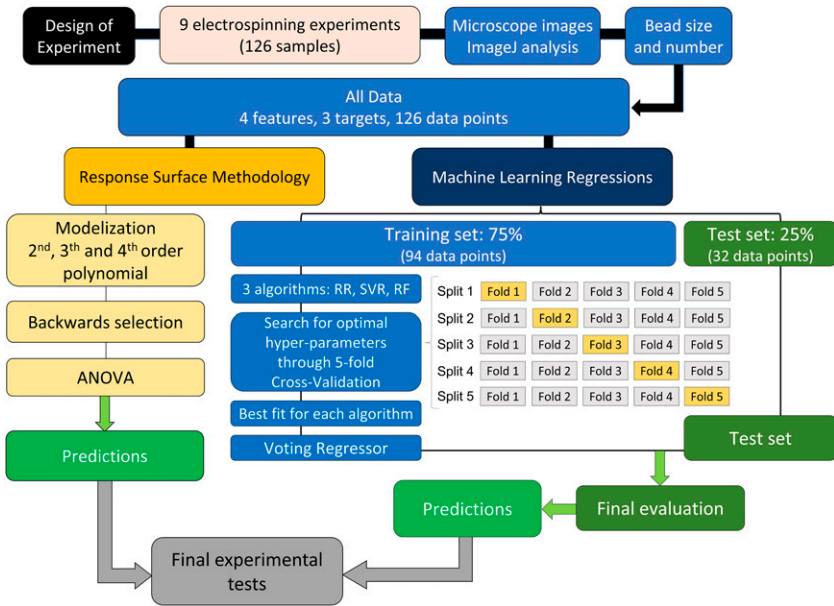 Design of
Experiment
9 electrospinning experiments
(126 samples)
Microscope images
ImageJ analysis
Bead size
and number
All Data
4 features, 3 targets, 126 data points
Response Surface Methodology
Machine Learning Regressions
Modelization
2nd, 3th and 4th order
polynomial
Backwards selection
ANOVA
Predictions
Training set: 75%
(94 data points)
Test set: 25%
(32 data points)
3 algorithms: RR, SVR, RF
Search for optimal
hyper-parameters
through 5-fold
Cross-Validation
Best fit for each algorithm
Voting Regressor
Split 1 Fold 1 Fold 2 Fold 3 Fold 4 Fold 5
Split 2 Fold 1 Fold 2 Fold 3 Fold 4 Fold 5
Split 3 Fold 1 Fold 2 Fold 3 Fold 4 Fold 5
Split 4 Fold 1 Fold 2 Fold 3 Fold 4 Fold 5
Split 5 Fold 1 Fold 2 Fold 3 Fold 4 Fold 5
Test set
Final evaluation
Predictions
Final experimental
tests